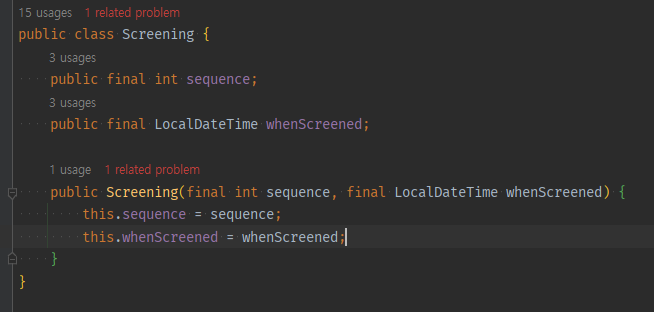 15 usages 1 related problem
public class Screening {
3 usages
public final int sequence;
3 usages
public final LocalDateTime whenScreened;
1 usage 1 related problem
public Screening(final int sequence, final LocalDateTime whenScreened) {
this.sequence = sequence;
this.whenScreened = whenScreened;
}
}